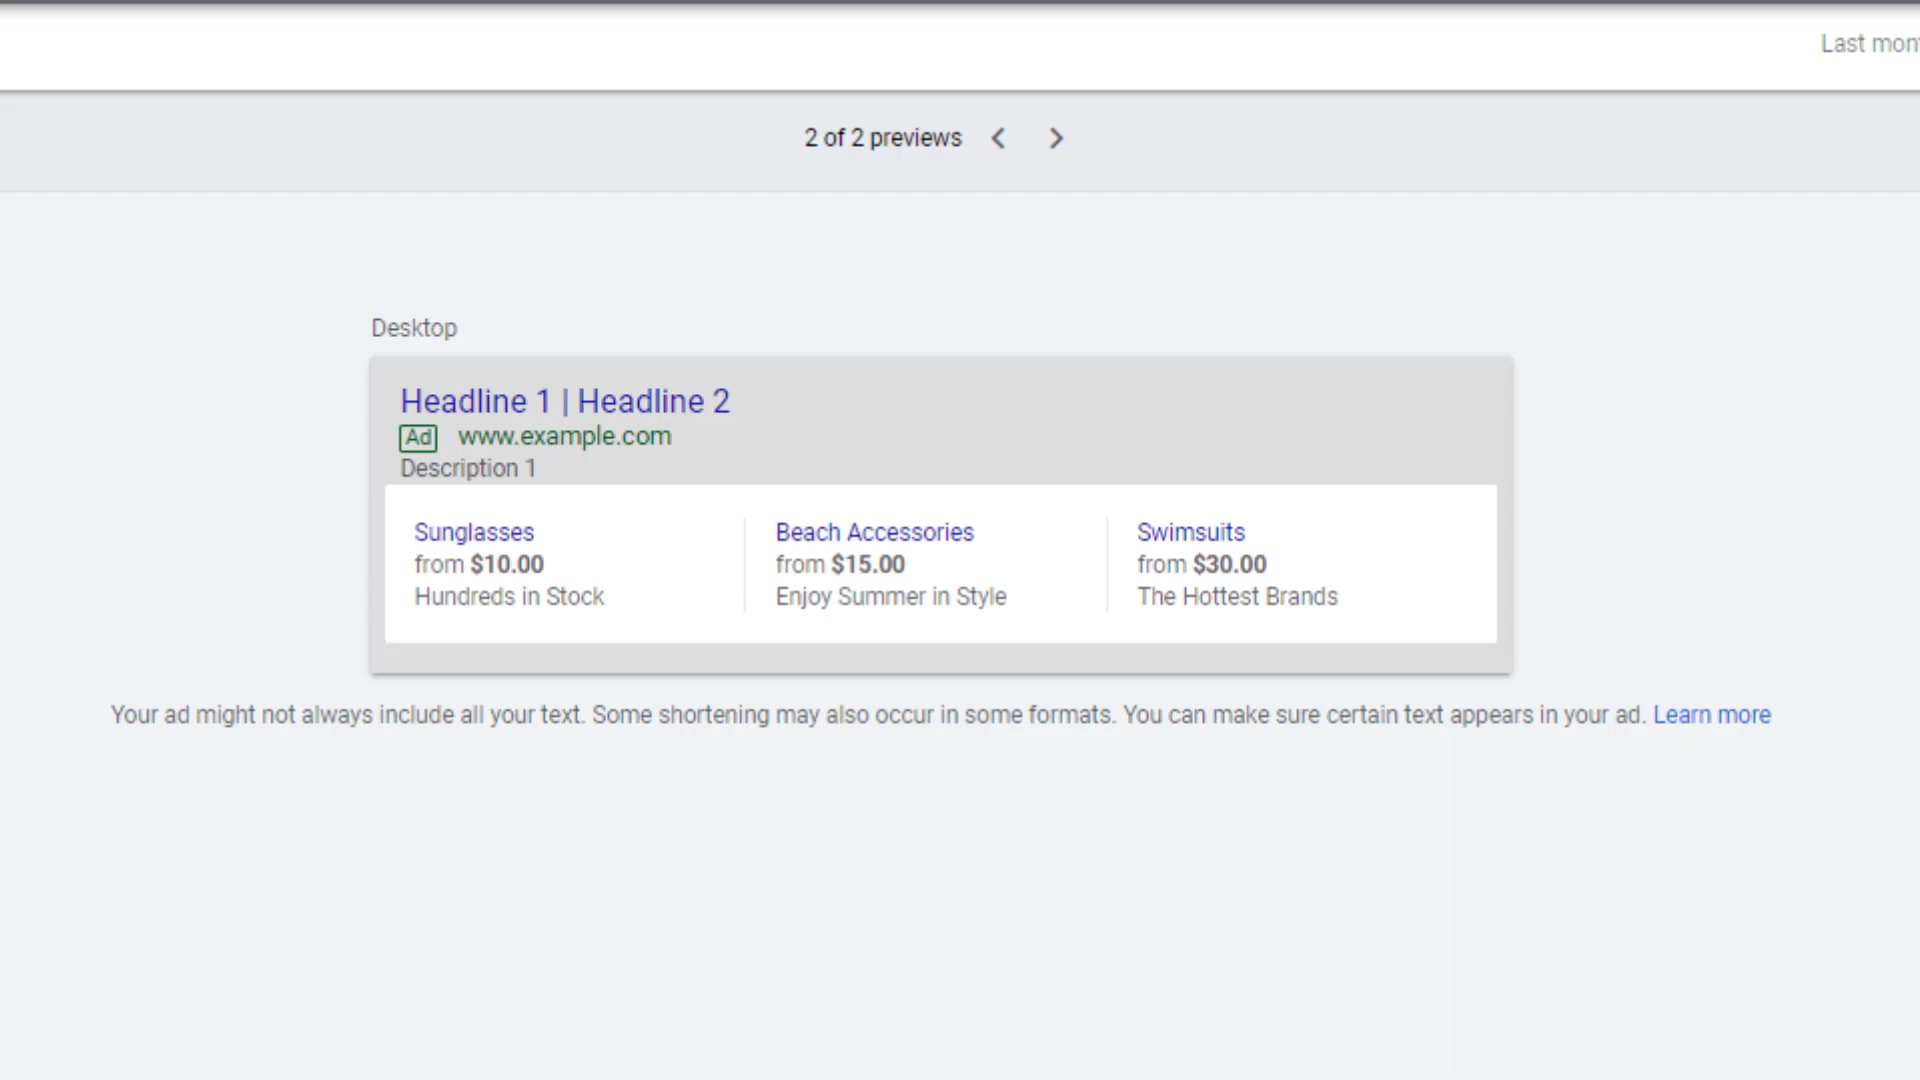 Last mon
2 of 2 previews
Desktop
Headline 1 | Headline 2
Ad www.example.com
Description 1
Sunglasses
from $10.00
Hundreds in Stock
Beach Accessories
from $15.00
Enjoy Summer in Style
Swimsuits
from $30.00
The Hottest Brands
Your ad might not always include all your text. Some shortening may also occur in some formats. You can make sure certain text appears in your ad. Learn more